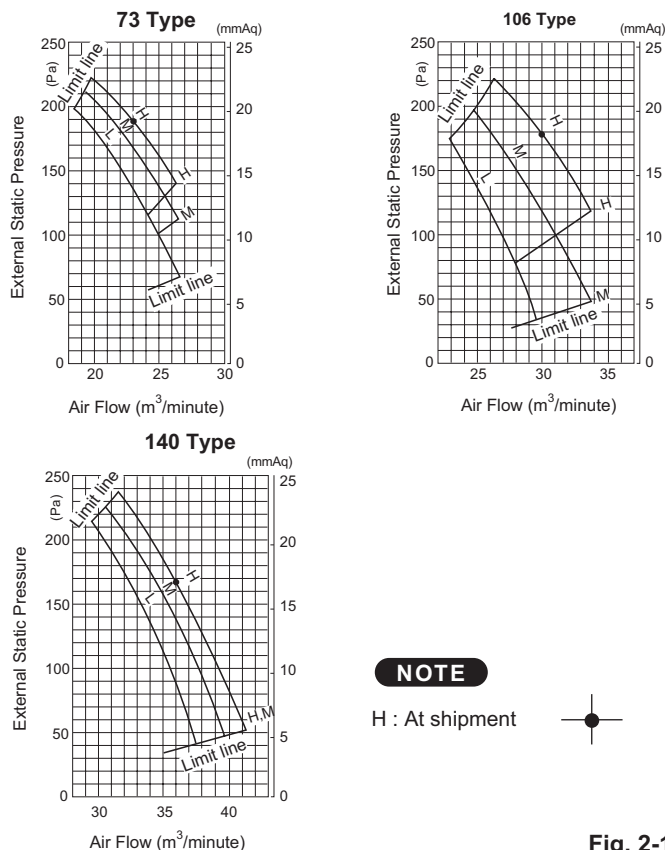 73 Type
(mmAq)
250
(Pa)
200
150
100
50
0
External Static Pressure
25
20
15
10
5
0
Limit line
H
M
L
H
M
Limit line
20 25 30
Air Flow (m³/minute)
106 Type
(mmAq)
250
(Pa)
200
150
100
50
0
External Static Pressure
25
20
15
10
5
0
Limit line
H
M
L
H
M
Limit line
25 30 35
Air Flow (m³/minute)
140 Type
(mmAq)
250
(Pa)
200
150
100
50
0
External Static Pressure
25
20
15
10
5
0
Limit line
H
M
L
H,M
Limit line
30 35 40
Air Flow (m³/minute)
NOTE
H : At shipment
Fig. 2-1